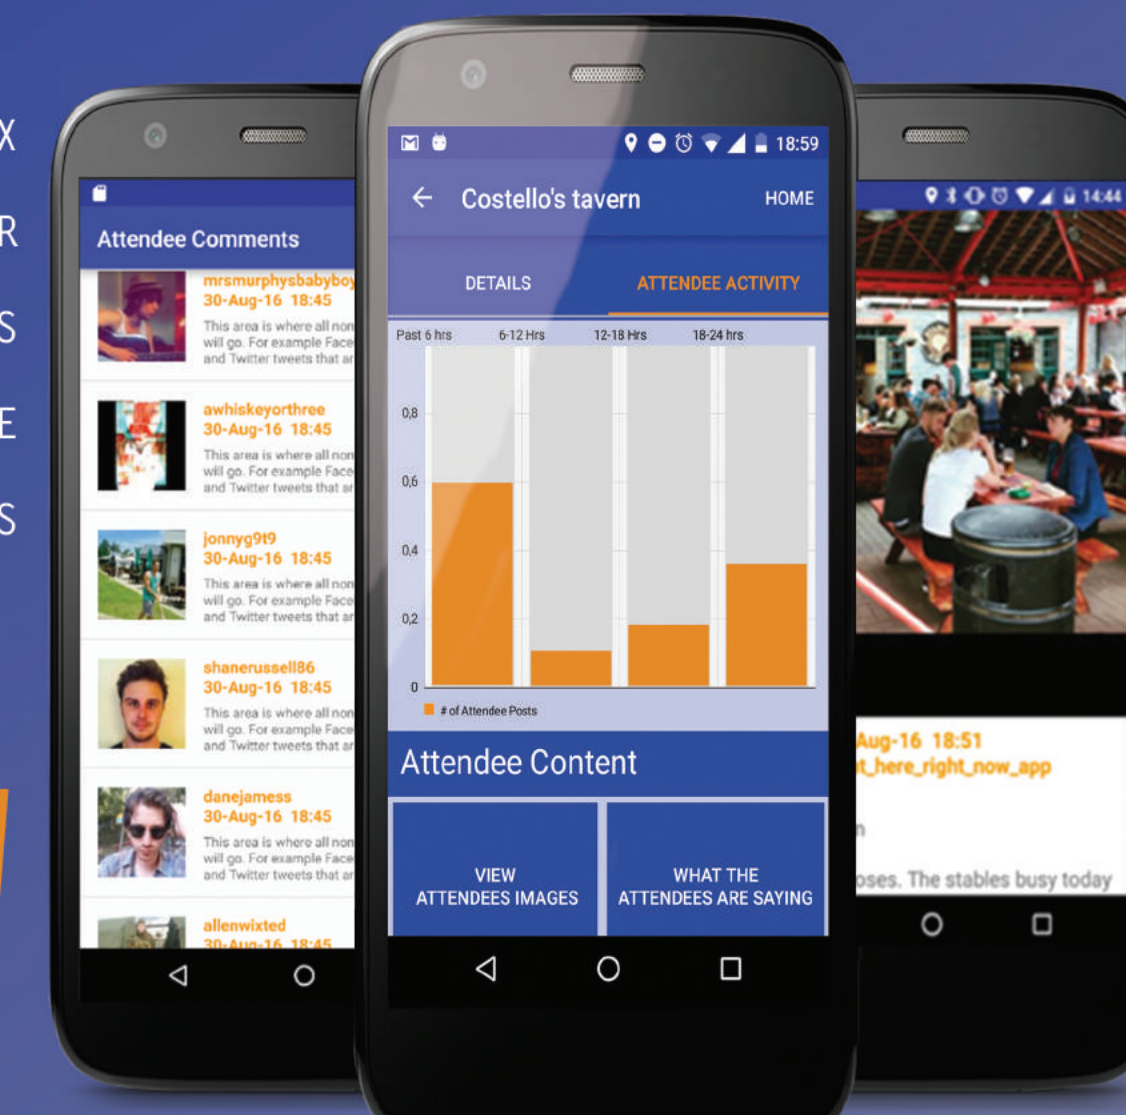 X
R
S
E
S
Attendee Comments
mrsmurphysbabyboy
30-Aug-16 18:45
This area is where all non
will go. For example Face
and Twitter tweets that ar
awhiskeyorthree
30-Aug-16 18:45
This area is where all non
will go. For example Face
and Twitter tweets that ar
jonnyg9t9
30-Aug-16 18:45
This area is where all non
will go. For example Face
and Twitter tweets that ar
shanerussell86
30-Aug-16 18:45
This area is where all non
will go. For example Face
and Twitter tweets that ar
danejamess
30-Aug-16 18:45
This area is where all non
will go. For example Face
and Twitter tweets that ar
allenwixted
30-Aug-16 18:45
18:59
Costello's tavern HOME
DETAILS ATTENDEE ACTIVITY
Past 6 hrs 6-12 Hrs 12-18 Hrs 18-24 hrs
0,8
0,6
0,4
0,2
0
# of Attendee Posts
Attendee Content
VIEW
ATTENDEES IMAGES
WHAT THE
ATTENDEES ARE SAYING
14:44
Aug-16 18:51
t_here_right_now_app
n
oses. The stables busy today